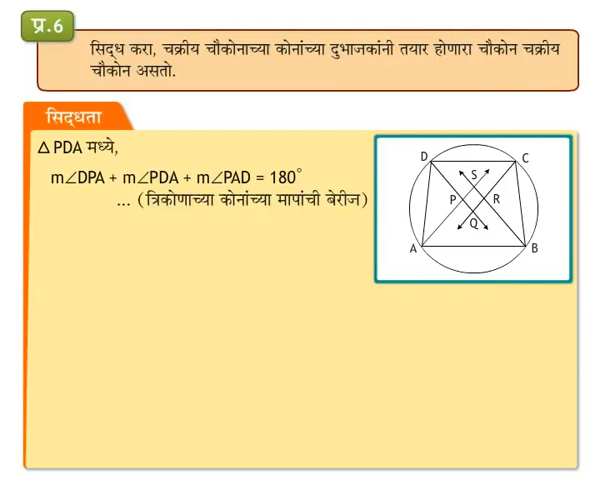 प्र.6
सिद्ध करा, चक्रीय चौकोनाच्या कोनांच्या दुभाजकांनी तयार होणारा चौकोन चक्रीय
चौकोन असतो.
सिद्धता
Δ PDA मध्ये,
m∠DPA + m∠PDA + m∠PAD = 180°
... (त्रिकोणाच्या कोनांच्या मापांची बेरीज)
D
C
S
P
R
Q
A
B